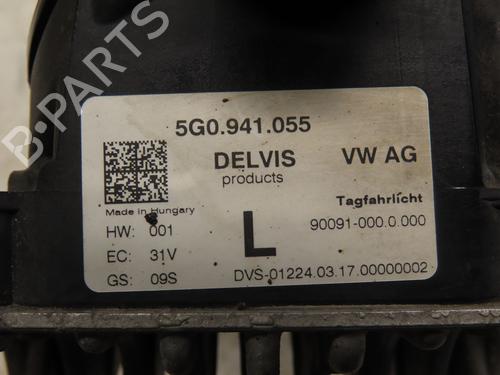 5G0.941.055
DELVIS VW AG
products
Tagfahrlicht
Made in Hungary
HW: 001
L
90091-000.0.000
EC: 31V
GS: 09S
DVS-01224.03.17.00000002
B-PARTS